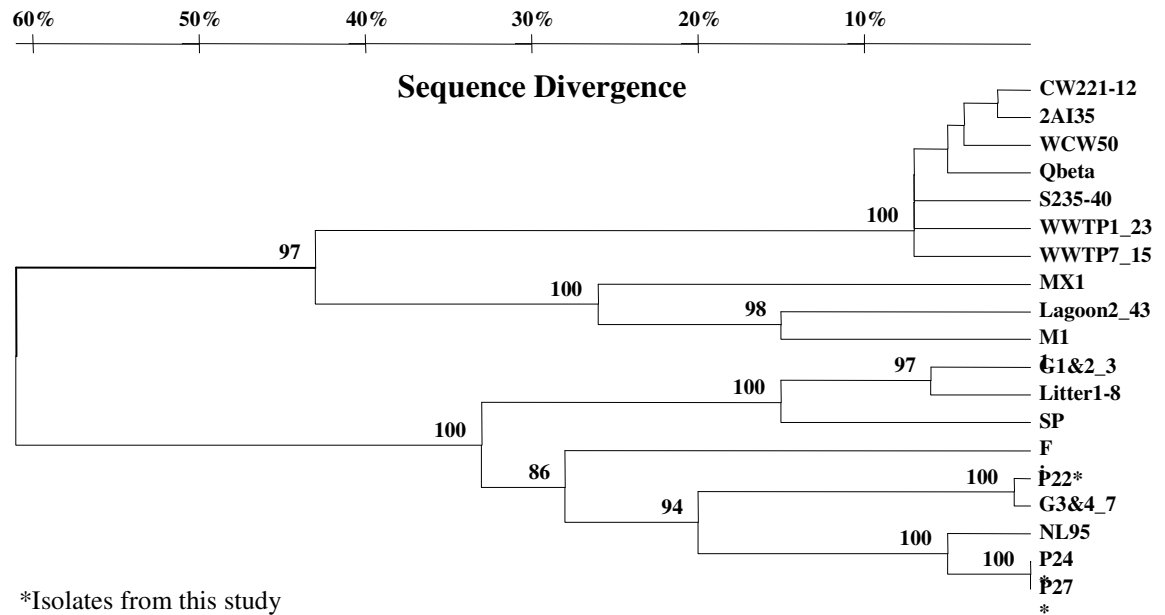 60% 50% 40% 30% 20% 10%
Sequence Divergence
CW221-12
2AI35
WCW50
Qbeta
S235-40
100
WWTP1_23
97
WWTP7_15
100
MX1
98
Lagoon2_43
M1
1
97
G1&2_3
100
Litter1-8
SP
100
F
i
86
100
P22*
G3&4_7
94
NL95
100
P24
*
100
P27
*
*Isolates from this study